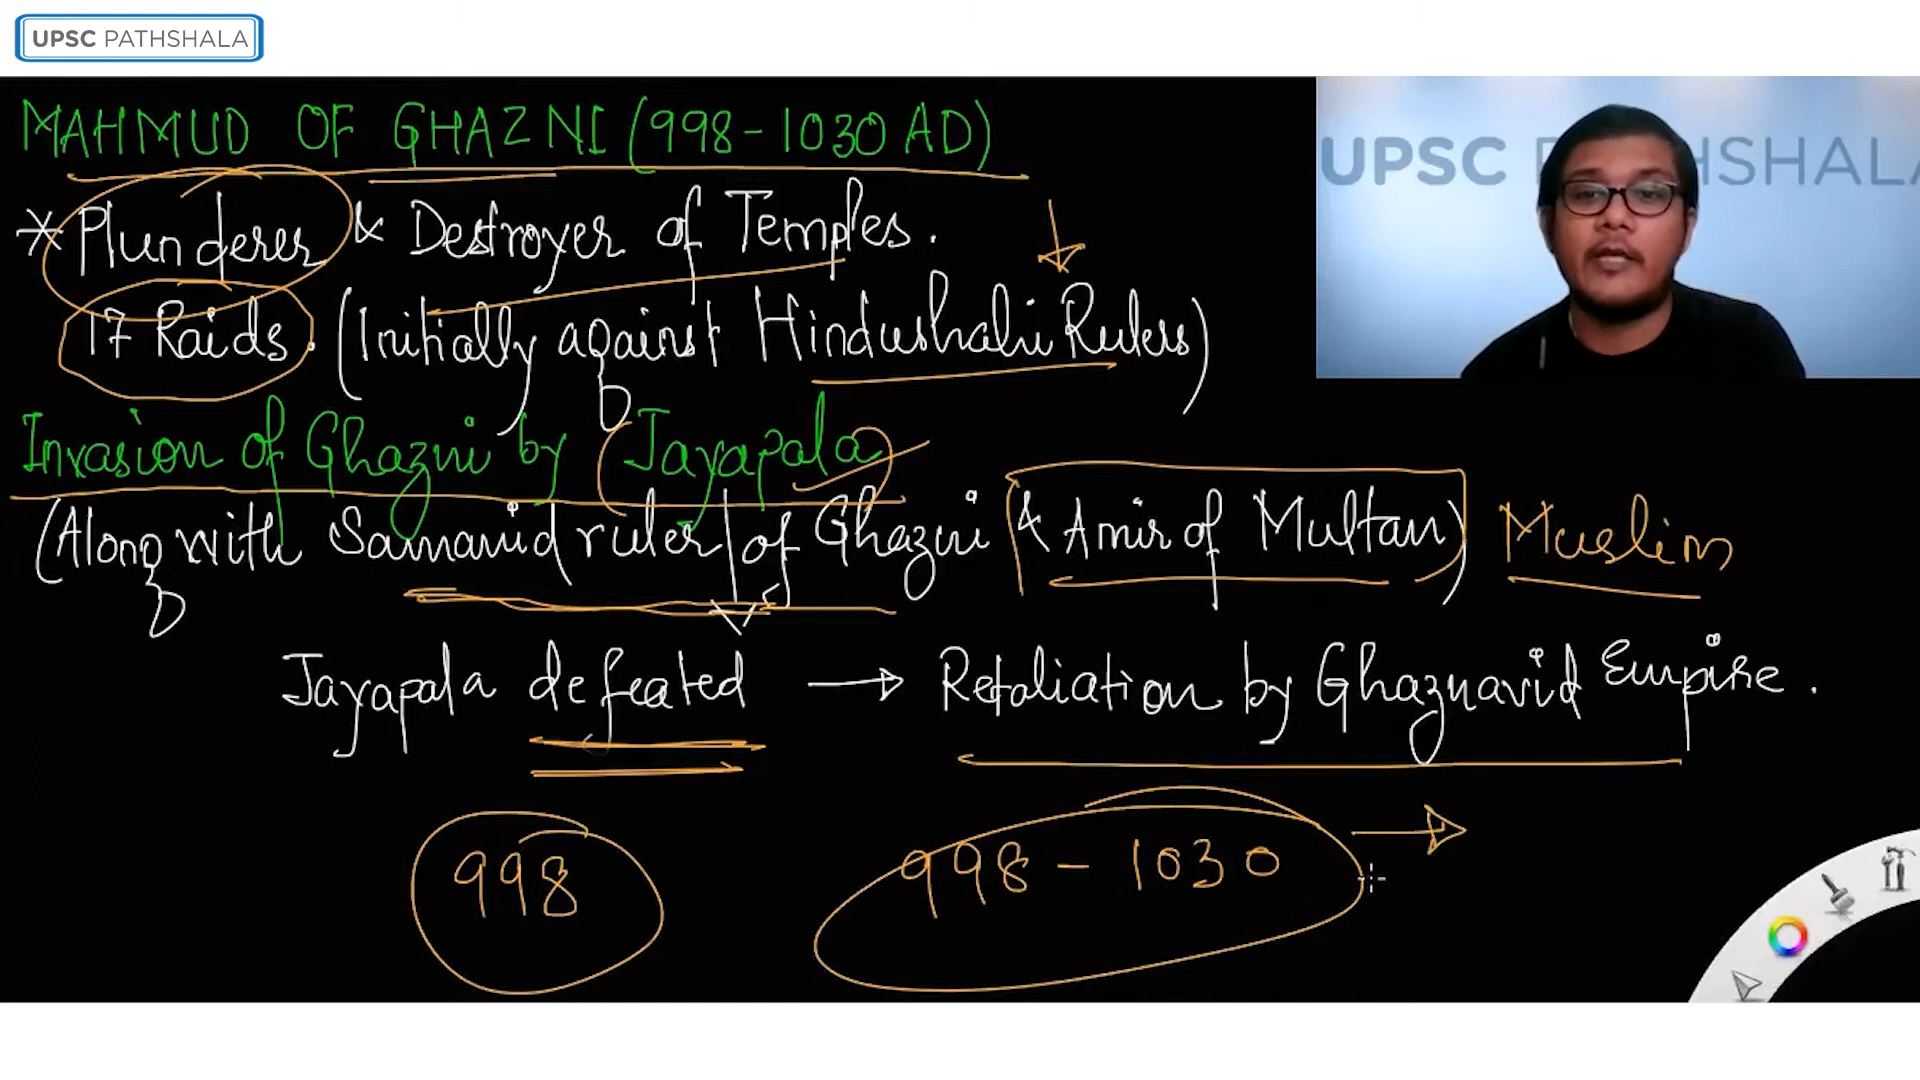 UPSC PATHSHALA
MAHMUD OF GHAZNI (998-1030 AD)
UPSC PATHSHALA
* Plunderer & Destroyer of Temples.
17 Raids. (Initially against Hindushahi Rulers)
Invasion of Ghazni by Jayapala
(Along with Samanid ruler of Ghazni & Amir of Multan) Muslim
Jayapala defeated → Retaliation by Ghaznavid Empire.
998 998 - 1030 →